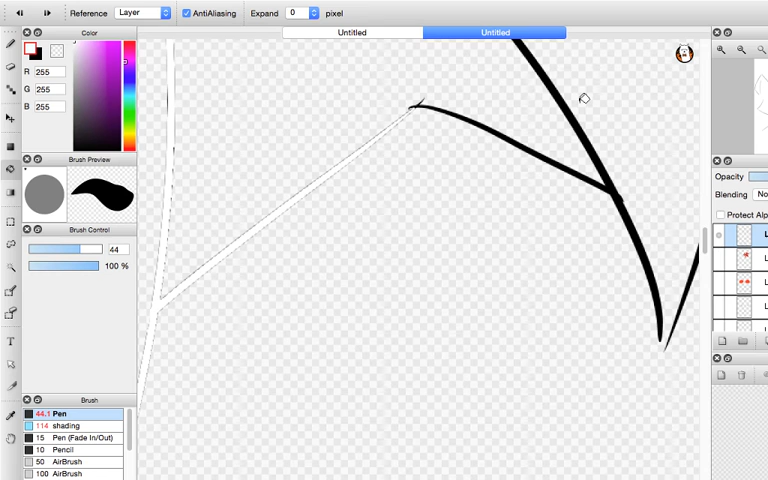 Reference Layer AntiAliasing Expand 0 pixel
Color
Untitled Untitled
R 255
G 255
B 255
Brush Preview
Brush Control
44
100 %
Brush
44.1 Pen
114 shading
15 Pen (Fade In/Out)
10 Pencil
50 AirBrush
100 AirBrush
T
Opacity
Blending
Protect
L
L
L
L